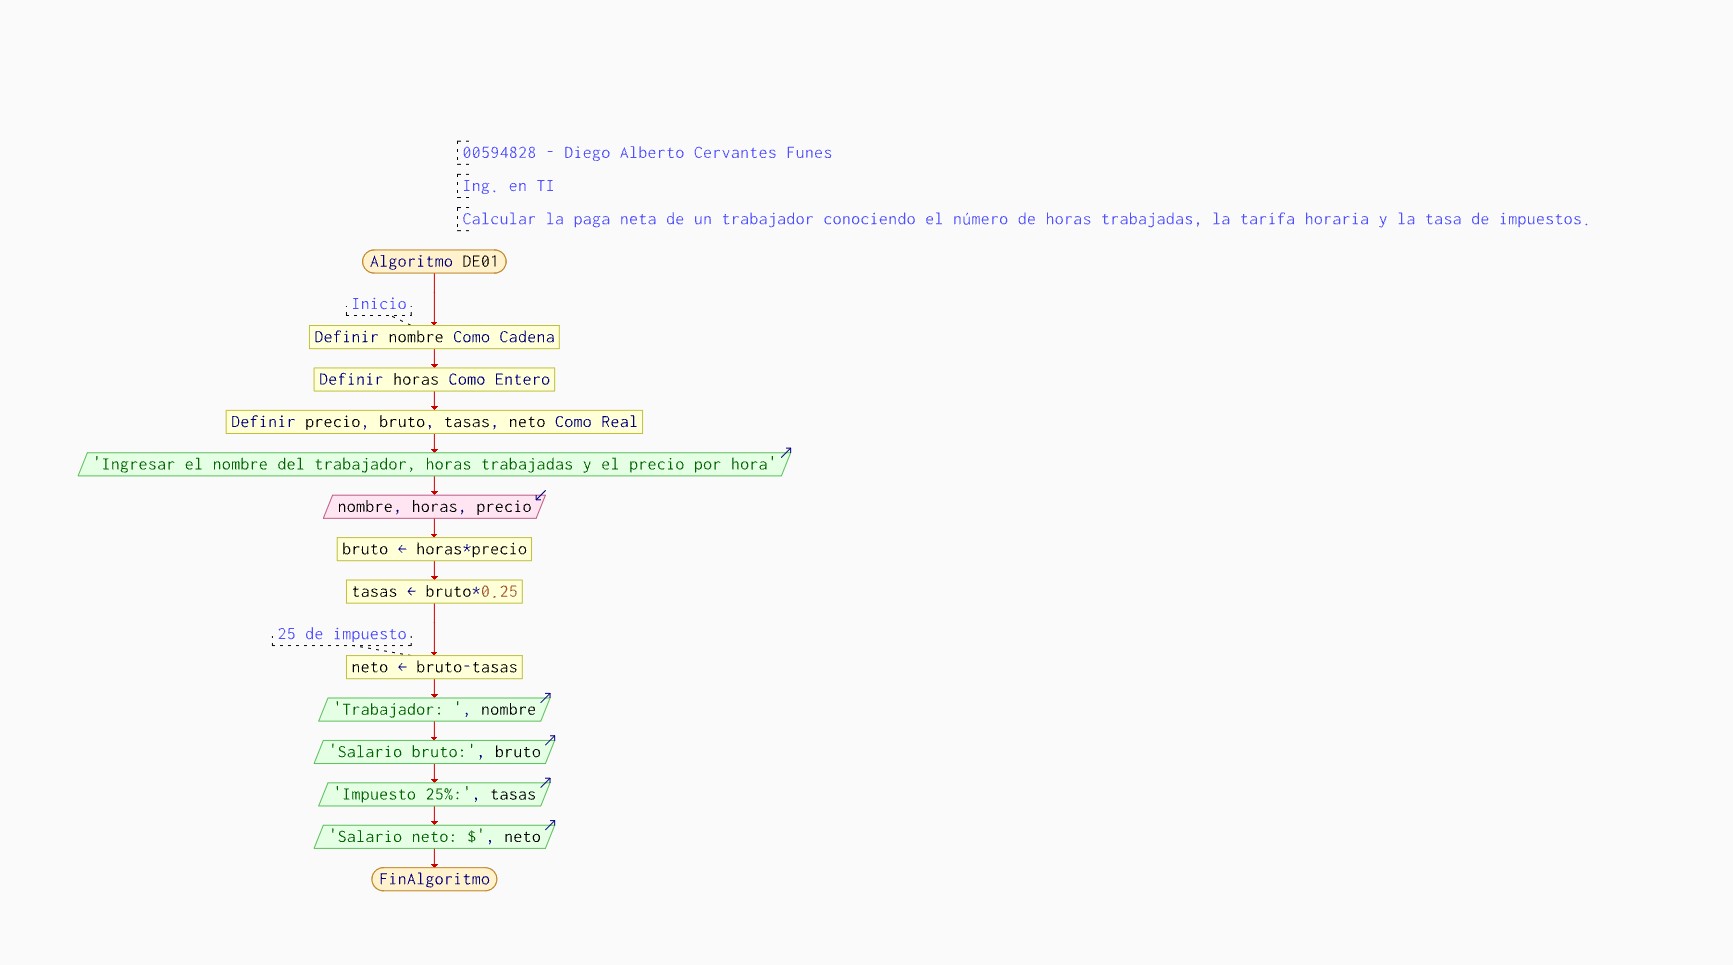 00594828 - Diego Alberto Cervantes Funes
Ing. en TI
Calcular la paga neta de un trabajador conociendo el número de horas trabajadas, la tarifa horaria y la tasa de impuestos.
Algoritmo DE01
Inicio
Definir nombre Como Cadena
Definir horas Como Entero
Definir precio, bruto, tasas, neto Como Real
'Ingresar el nombre del trabajador, horas trabajadas y el precio por hora'
nombre, horas, precio
bruto ← horas*precio
tasas ← bruto*0.25
25 de impuesto
neto ← bruto-tasas
'Trabajador: ', nombre
'Salario bruto:', bruto
'Impuesto 25%:', tasas
'Salario neto: $', neto
FinAlgoritmo